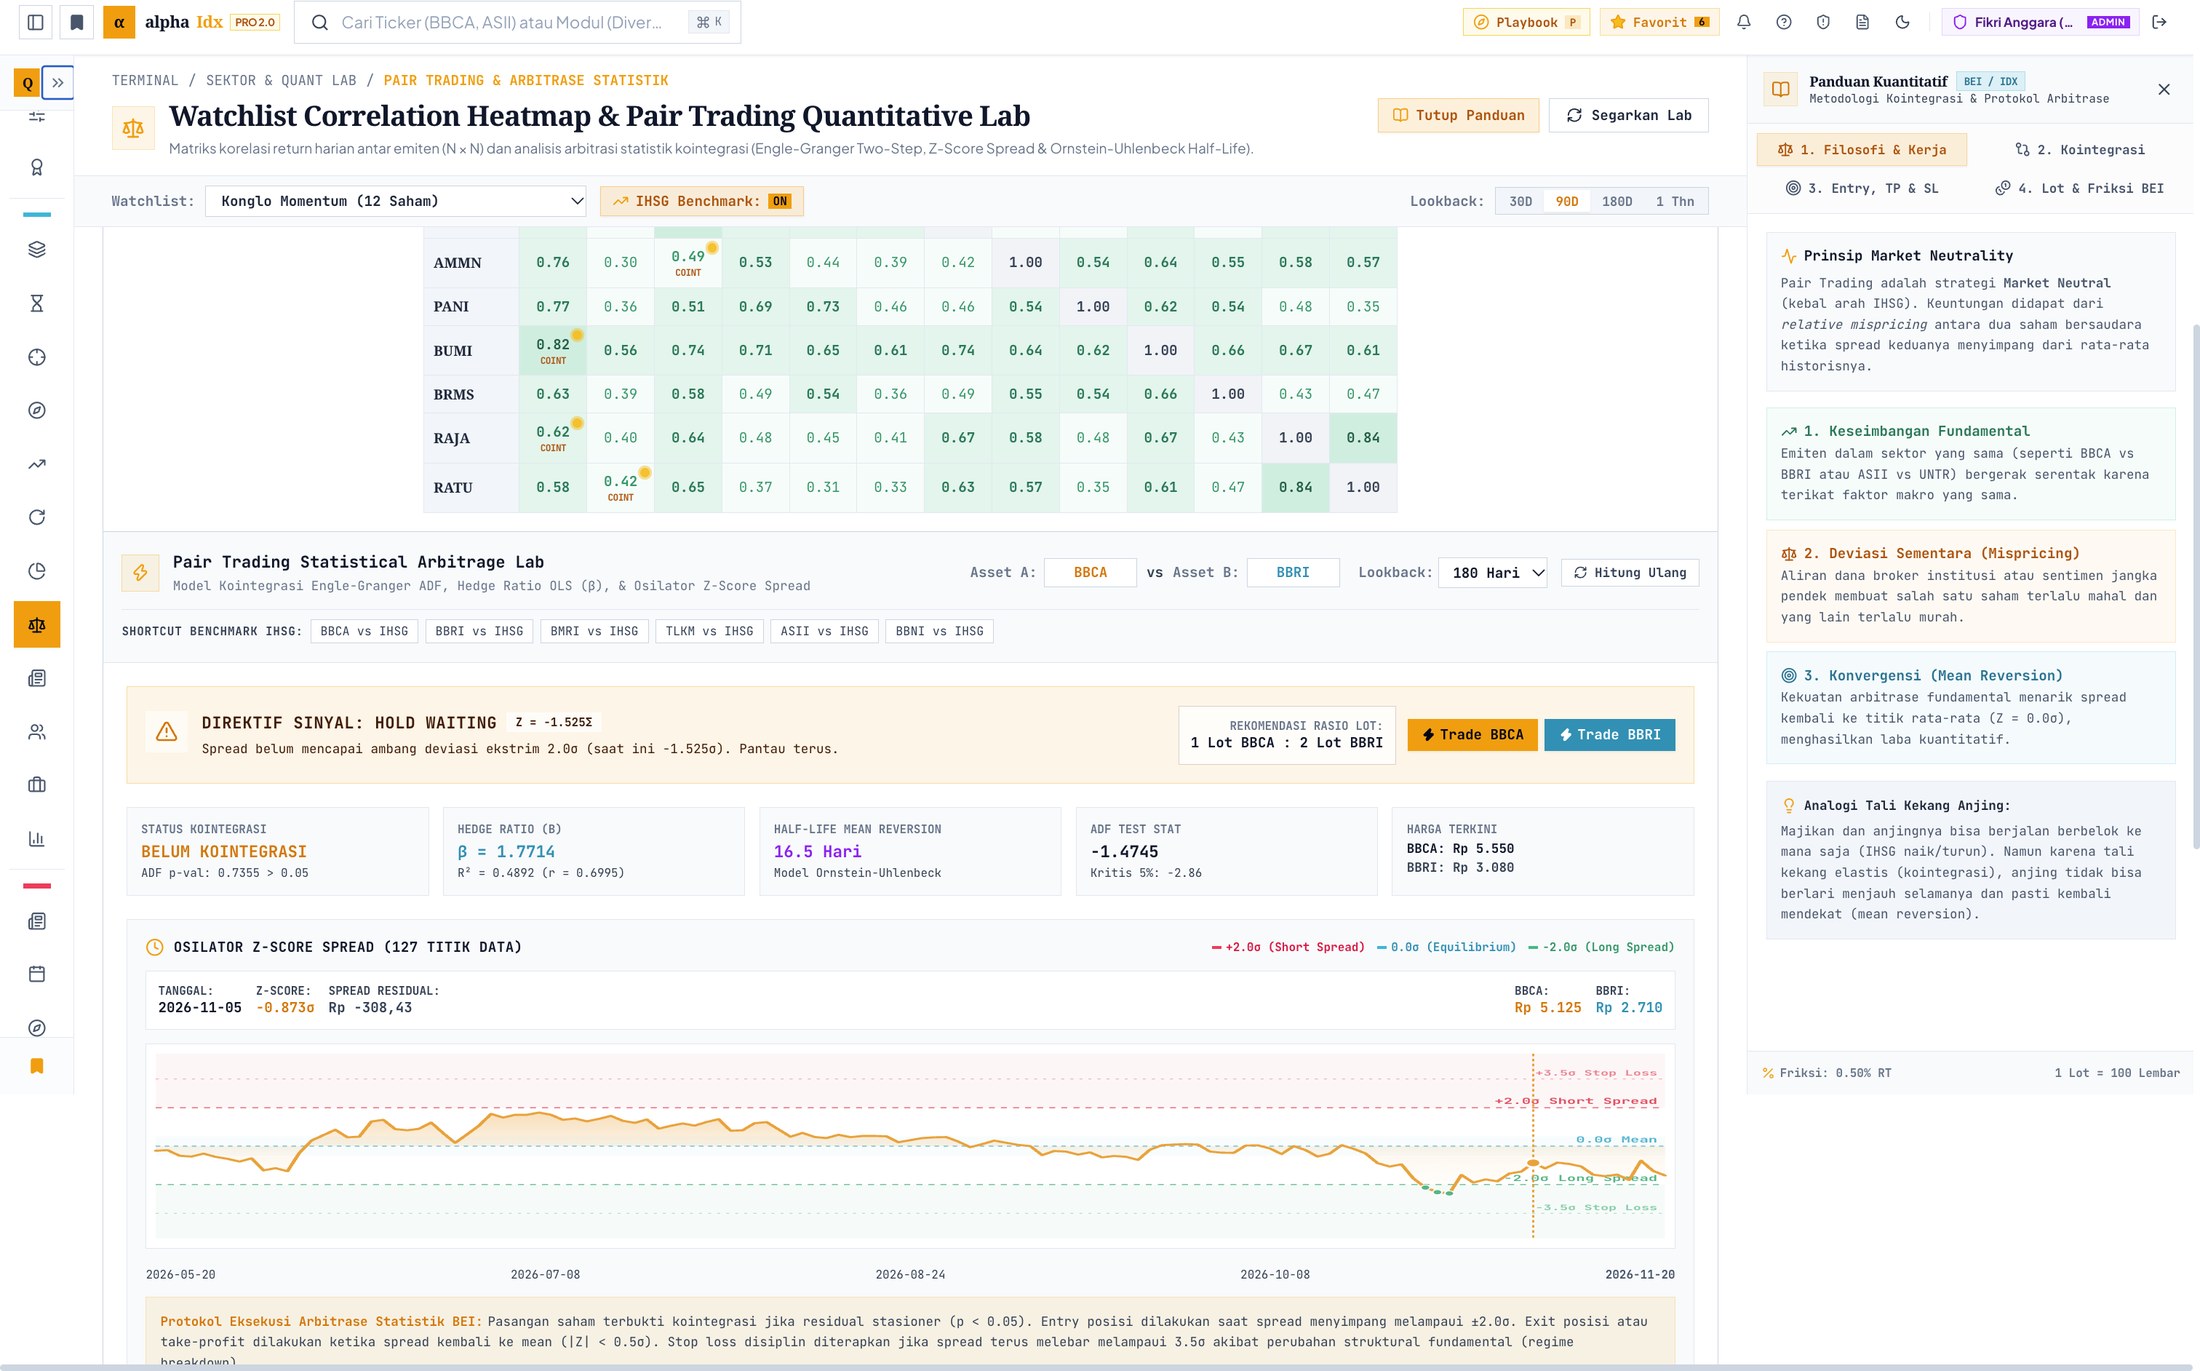 α alpha Idx PRO 2.0
Cari Ticker (BBCA, ASII) atau Modul (Diver... ⌘ K
Playbook P
Favorit 6
Fikri Anggara (... ADMIN
Q
TERMINAL / SEKTOR & QUANT LAB / PAIR TRADING & ARBITRASE STATISTIK
Watchlist Correlation Heatmap & Pair Trading Quantitative Lab
Matriks korelasi return harian antar emiten (N × N) dan analisis arbitrasi statistik kointegrasi (Engle-Granger Two-Step, Z-Score Spread & Ornstein-Uhlenbeck Half-Life).
Tutup Panduan
Segarkan Lab
Watchlist: Konglo Momentum (12 Saham) IHSG Benchmark: ON
Lookback: 30D 90D 180D 1 Thn
AMMN 0.76 0.30 0.49 COINT 0.53 0.44 0.39 0.42 1.00 0.54 0.64 0.55 0.58 0.57
PANI 0.77 0.36 0.51 0.69 0.73 0.46 0.46 0.54 1.00 0.62 0.54 0.48 0.35
BUMI 0.82 COINT 0.56 0.74 0.71 0.65 0.61 0.74 0.64 0.62 1.00 0.66 0.67 0.61
BRMS 0.63 0.39 0.58 0.49 0.54 0.36 0.49 0.55 0.54 0.66 1.00 0.43 0.47
RAJA 0.62 COINT 0.40 0.64 0.48 0.45 0.41 0.67 0.58 0.48 0.67 0.43 1.00 0.84
RATU 0.58 0.42 COINT 0.65 0.37 0.31 0.33 0.63 0.57 0.35 0.61 0.47 0.84 1.00
Pair Trading Statistical Arbitrage Lab
Model Kointegrasi Engle-Granger ADF, Hedge Ratio OLS (β), & Osilator Z-Score Spread
Asset A: BBCA vs Asset B: BBRI Lookback: 180 Hari Hitung Ulang
SHORTCUT BENCHMARK IHSG: BBCA vs IHSG BBRI vs IHSG BMRI vs IHSG TLKM vs IHSG ASII vs IHSG BBNI vs IHSG
DIREKTIF SINYAL: HOLD WAITING Z = -1.525Σ
Spread belum mencapai ambang deviasi ekstrim 2.0σ (saat ini -1.525σ). Pantau terus.
REKOMENDASI RASIO LOT:
1 Lot BBCA : 2 Lot BBRI
Trade BBCA
Trade BBRI
STATUS KOINTEGRASI
BELUM KOINTEGRASI
ADF p-val: 0.7355 > 0.05
HEDGE RATIO (Β)
β = 1.7714
R² = 0.4892 (r = 0.6995)
HALF-LIFE MEAN REVERSION
16.5 Hari
Model Ornstein-Uhlenbeck
ADF TEST STAT
-1.4745
Kritis 5%: -2.86
HARGA TERKINI
BBCA: Rp 5.550
BBRI: Rp 3.080
OSILATOR Z-SCORE SPREAD (127 TITIK DATA)
+2.0σ (Short Spread) 0.0σ (Equilibrium) -2.0σ (Long Spread)
TANGGAL: Z-SCORE: SPREAD RESIDUAL: BBCA: BBRI:
2026-11-05 -0.873σ Rp -308,43 Rp 5.125 Rp 2.710
+3.5σ Stop Loss
+2.0σ Short Spread
0.0σ Mean
-2.0σ Long Spread
-3.5σ Stop Loss
2026-05-20 2026-07-08 2026-08-24 2026-10-08 2026-11-20
Protokol Eksekusi Arbitrase Statistik BEI: Pasangan saham terbukti kointegrasi jika residual stasioner (p < 0.05). Entry posisi dilakukan saat spread menyimpang melampaui ±2.0σ. Exit posisi atau
take-profit dilakukan ketika spread kembali ke mean (|Z| < 0.5σ). Stop loss disiplin diterapkan jika spread terus melebar melampaui 3.5σ akibat perubahan struktural fundamental (regime
breakdown)
Panduan Kuantitatif BEI / IDX
Metodologi Kointegrasi & Protokol Arbitrase
1. Filosofi & Kerja
2. Kointegrasi
3. Entry, TP & SL
4. Lot & Friksi BEI
Prinsip Market Neutrality
Pair Trading adalah strategi Market Neutral
(kebal arah IHSG). Keuntungan didapat dari
relative mispricing antara dua saham bersaudara
ketika spread keduanya menyimpang dari rata-rata
historisnya.
1. Keseimbangan Fundamental
Emiten dalam sektor yang sama (seperti BBCA vs
BBRI atau ASII vs UNTR) bergerak serentak karena
terikat faktor makro yang sama.
2. Deviasi Sementara (Mispricing)
Aliran dana broker institusi atau sentimen jangka
pendek membuat salah satu saham terlalu mahal dan
yang lain terlalu murah.
3. Konvergensi (Mean Reversion)
Kekuatan arbitrase fundamental menarik spread
kembali ke titik rata-rata (Z = 0.0σ),
menghasilkan laba kuantitatif.
Analogi Tali Kekang Anjing:
Majikan dan anjingnya bisa berjalan berbelok ke
mana saja (IHSG naik/turun). Namun karena tali
kekang elastis (kointegrasi), anjing tidak bisa
berlari menjauh selamanya dan pasti kembali
mendekat (mean reversion).
Friksi: 0.50% RT
1 Lot = 100 Lembar